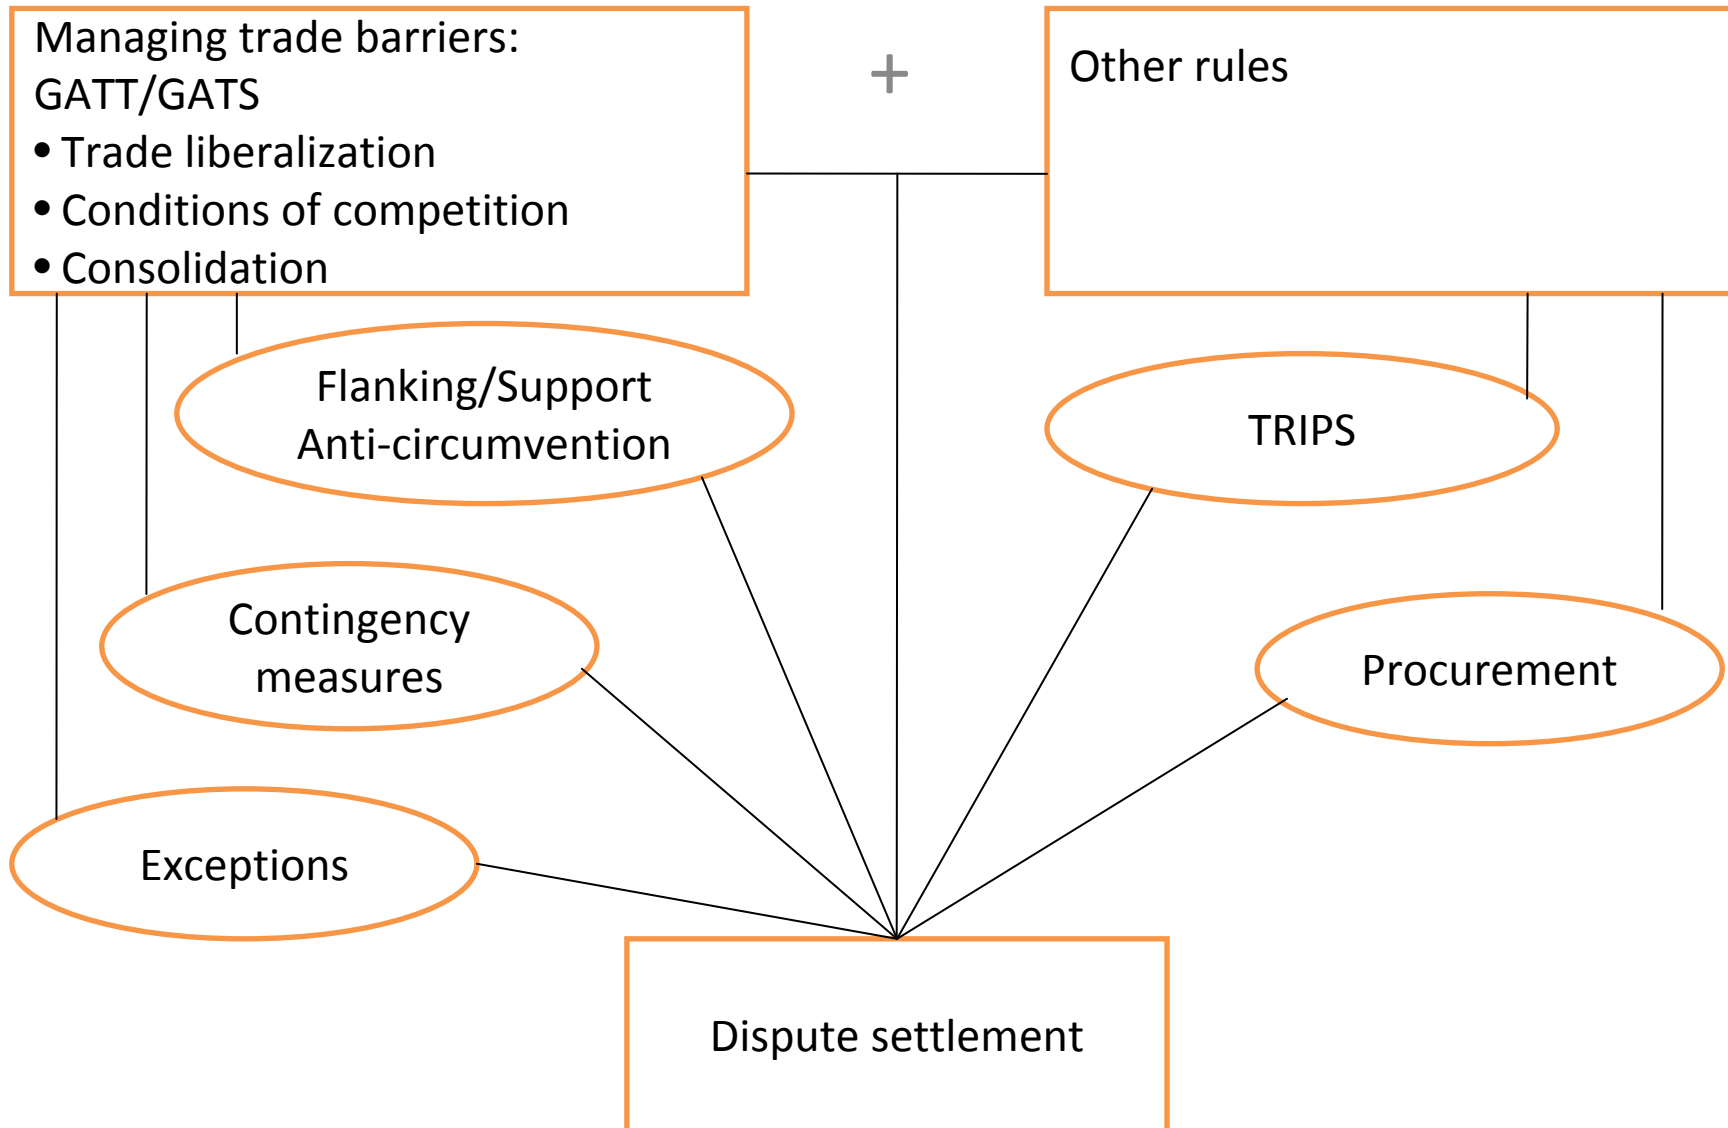 Managing trade barriers:
GATT/GATS
• Trade liberalization
• Conditions of competition
• Consolidation
+
Other rules
Flanking/Support
Anti-circumvention
TRIPS
Contingency
measures
Procurement
Exceptions
Dispute settlement